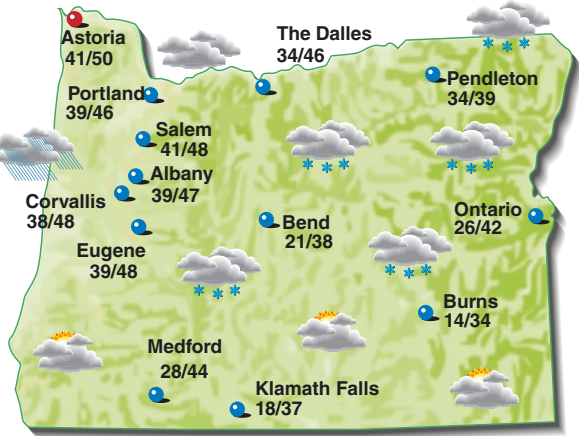 Astoria
41/50
The Dalles
34/46
Pendleton
34/39
Portland
39/46
Salem
41/48
Albany
39/47
Corvallis
38/48
Eugene
39/48
Bend
21/38
Ontario
26/42
Burns
14/34
Medford
28/44
Klamath Falls
18/37